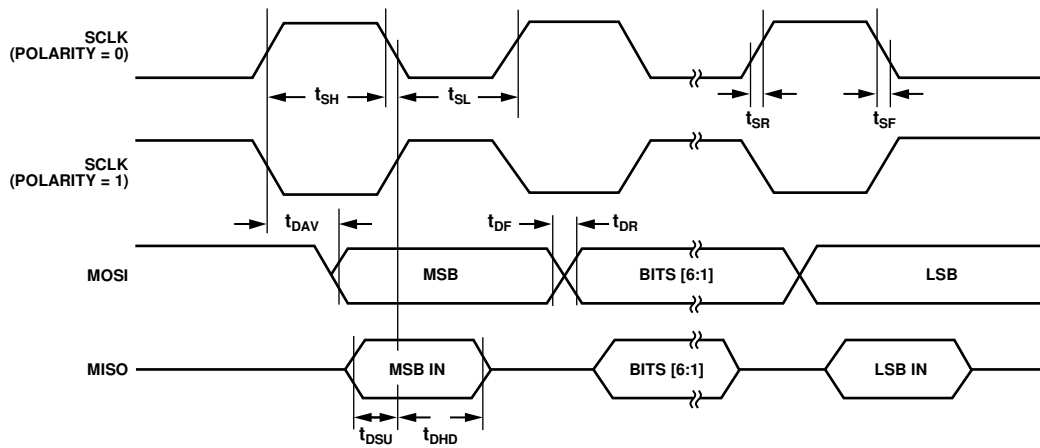 SCLK
(POLARITY = 0)
tSH
tSL
tSR
tSF
SCLK
(POLARITY = 1)
tDAV
tDF
tDR
MOSI
MSB
BITS [6:1]
LSB
MISO
MSB IN
BITS [6:1]
LSB IN
tDSU
tDHD